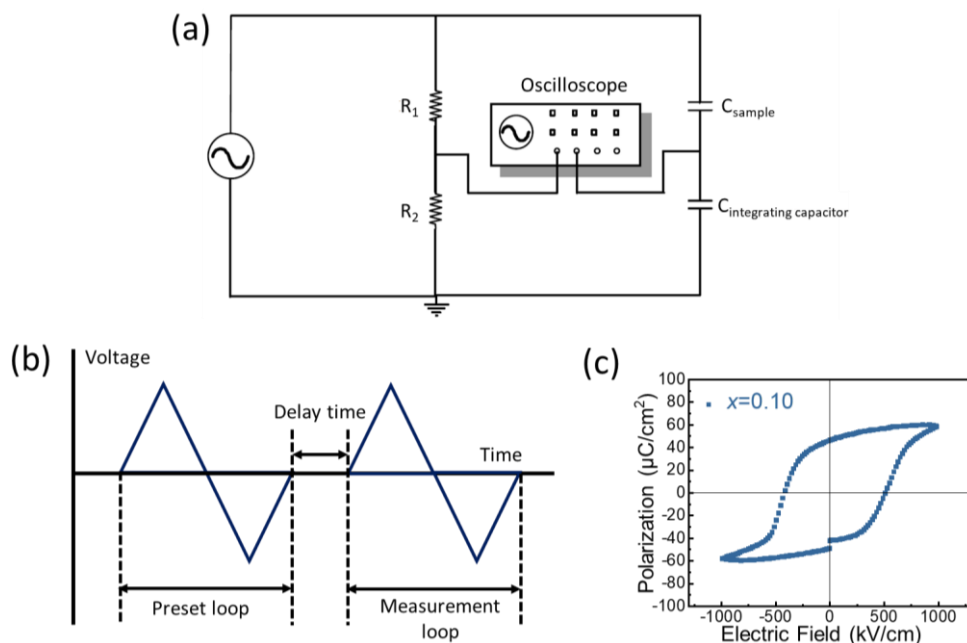 (a)
Oscilloscope
R1
Csample
R2
Cintegrating capacitor
(b)
Voltage
Delay time
Time
Preset loop
Measurement
loop
(c)
x=0.10
Polarization (µC/cm2)
100
80
60
40
20
0
-20
-40
-60
-80
-100
-1000 -500 0 500 1000
Electric Field (kV/cm)